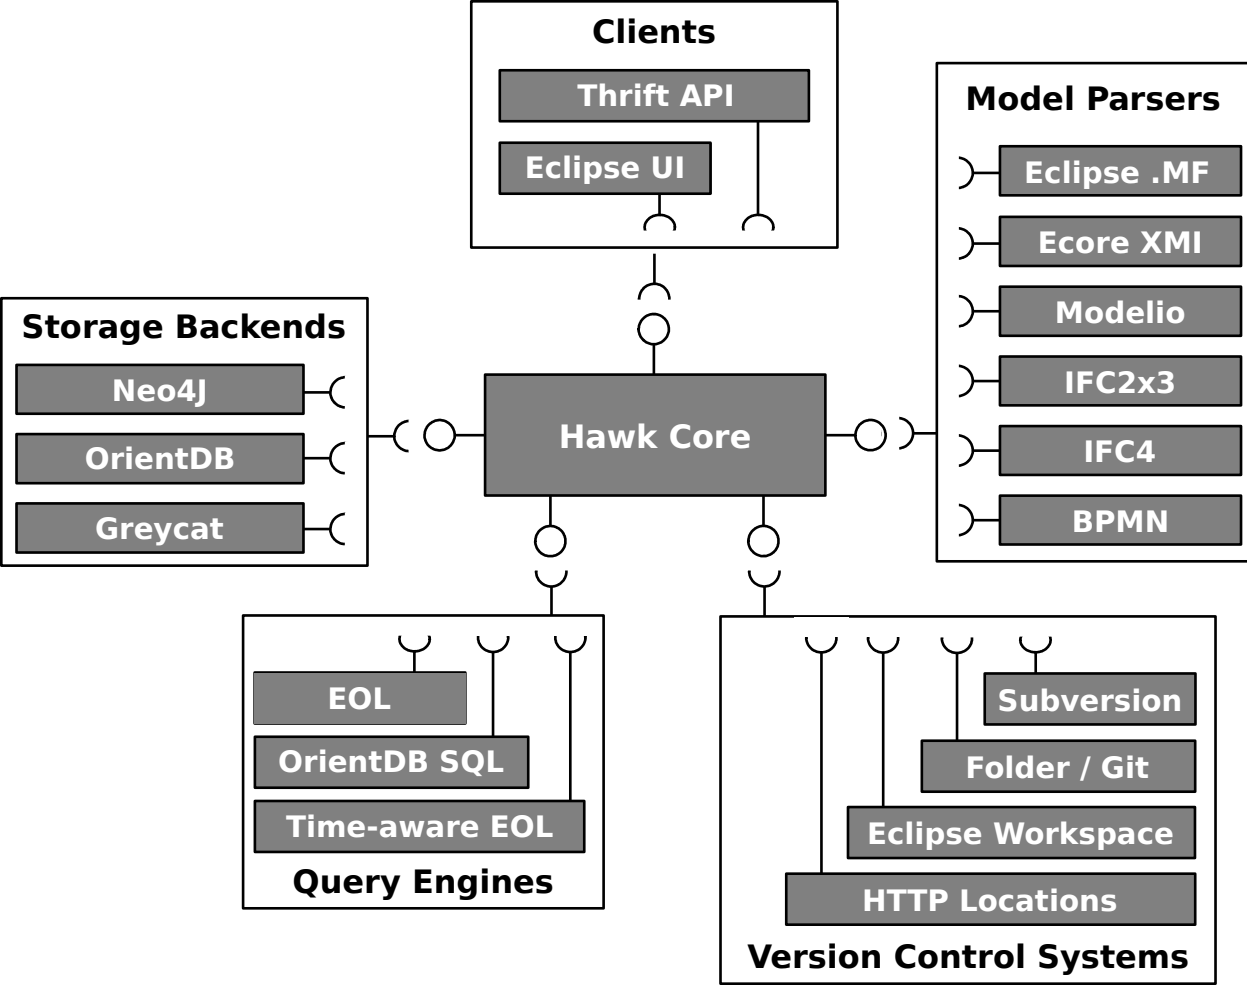 Clients
Thrift API
Eclipse UI
Model Parsers
Eclipse .MF
Ecore XMI
Modelio
IFC2x3
IFC4
BPMN
Storage Backends
Neo4J
OrientDB
Greycat
Hawk Core
EOL
OrientDB SQL
Time-aware EOL
Query Engines
Subversion
Folder / Git
Eclipse Workspace
HTTP Locations
Version Control Systems